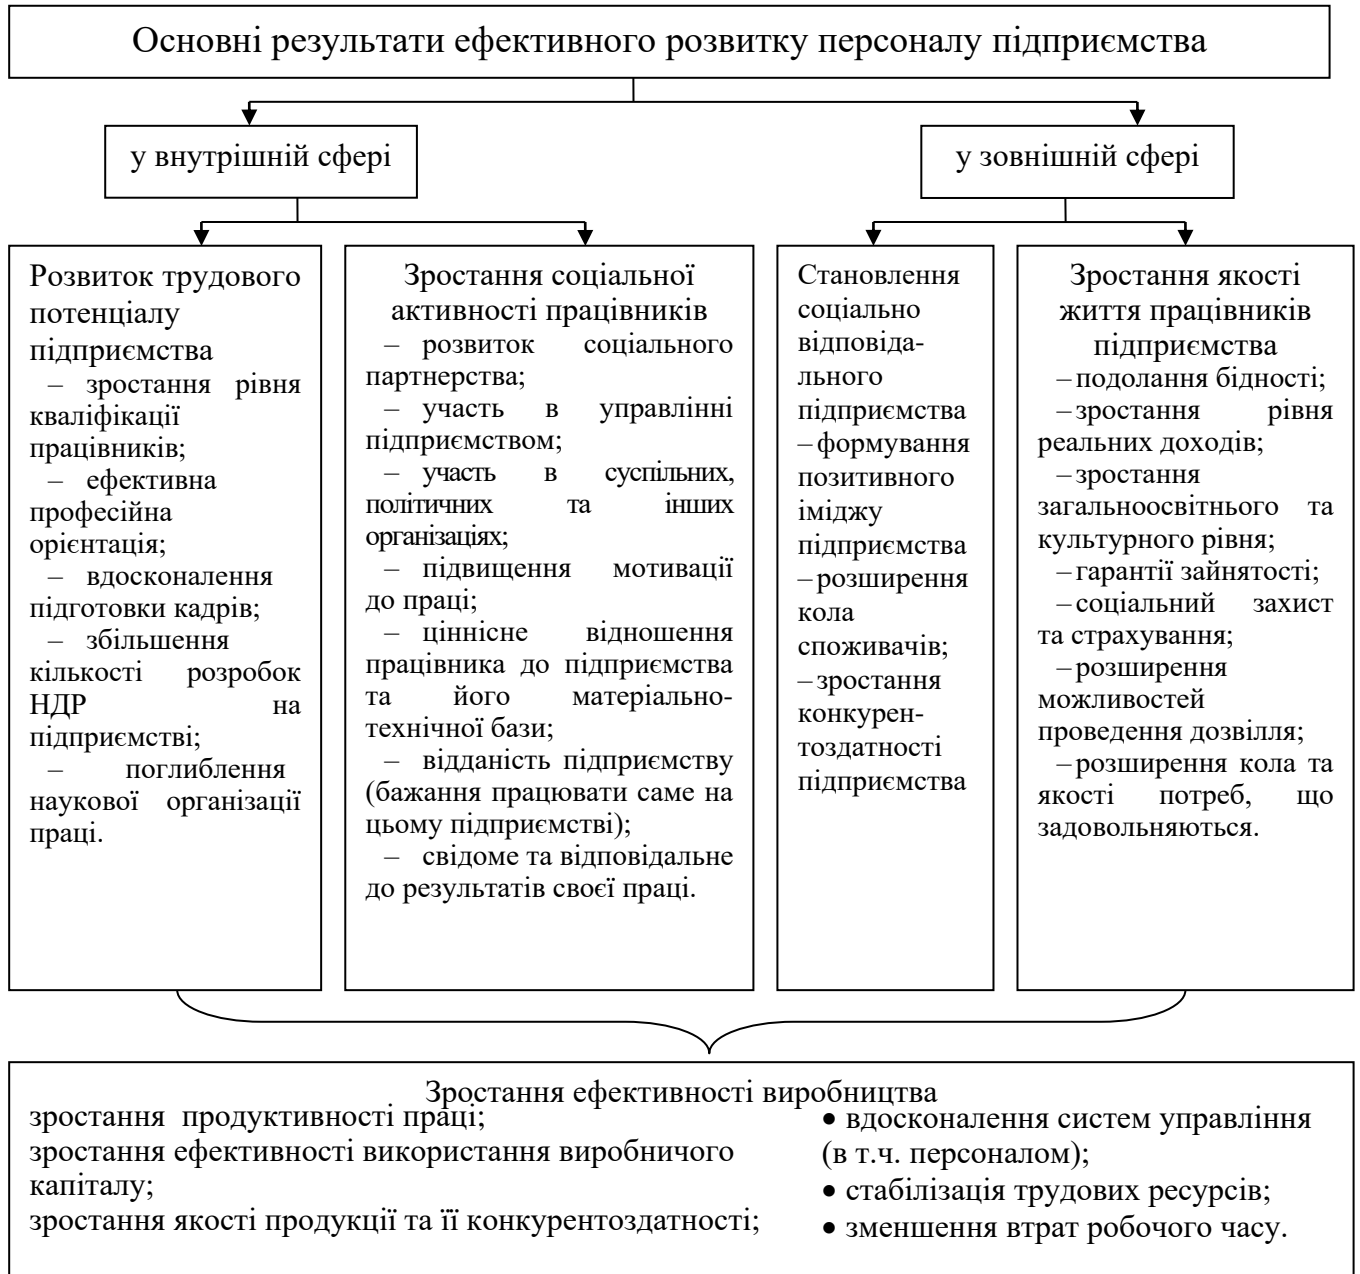 Основні результати ефективного розвитку персоналу підприємства
у внутрішній сфері
у зовнішній сфері
Розвиток трудового
потенціалу
підприємства
– зростання рівня
кваліфікації
працівників;
– ефективна
професійна
орієнтація;
– вдосконалення
підготовки кадрів;
– збільшення
кількості розробок
НДР на
підприємстві;
– поглиблення
наукової організації
праці.
Зростання соціальної
активності працівників
– розвиток соціального
партнерства;
– участь в управлінні
підприємством;
– участь в суспільних,
політичних та інших
організаціях;
– підвищення мотивації
до праці;
– ціннісне відношення
працівника до підприємства
та його матеріально-
технічної бази;
– відданість підприємству
(бажання працювати саме на
цьому підприємстві);
– свідоме та відповідальне
до результатів своєї праці.
Становлення
соціально
відповіда-
льного
підприємства
– формування
позитивного
іміджу
підприємства
– розширення
кола
споживачів;
– зростання
конкурен-
тоздатності
підприємства
Зростання якості
життя працівників
підприємства
– подолання бідності;
– зростання рівня
реальних доходів;
– зростання
загальноосвітнього та
культурного рівня;
– гарантії зайнятості;
– соціальний захист
та страхування;
– розширення
можливостей
проведення дозвілля;
– розширення кола та
якості потреб, що
задовольняються.
Зростання ефективності виробництва
зростання продуктивності праці;
зростання ефективності використання виробничого
капіталу;
зростання якості продукції та її конкурентоздатності;
• вдосконалення систем управління
(в т.ч. персоналом);
• стабілізація трудових ресурсів;
• зменшення втрат робочого часу.